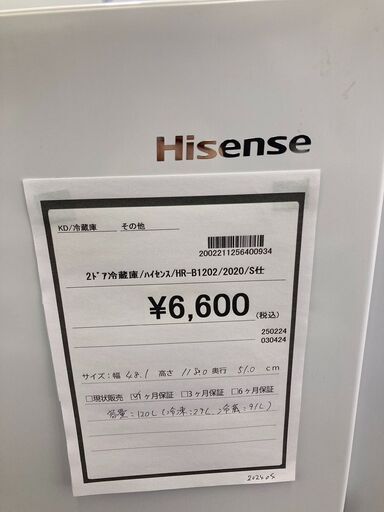 Hisense
KD/冷蔵庫 その他
2002211256400934
2ﾄﾞｱ冷蔵庫/ﾊｲｾﾝｽ/HR-B1202/2020/S仕
¥6,600(税込)
250224
030424
サイズ:幅 48.1 高さ 118.0 奥行 51.0 cm
□現状販売 ☑1ヶ月保証 □3ヶ月保証 □6ヶ月保証
容量:120L(冷凍:29L、冷蔵:91L)